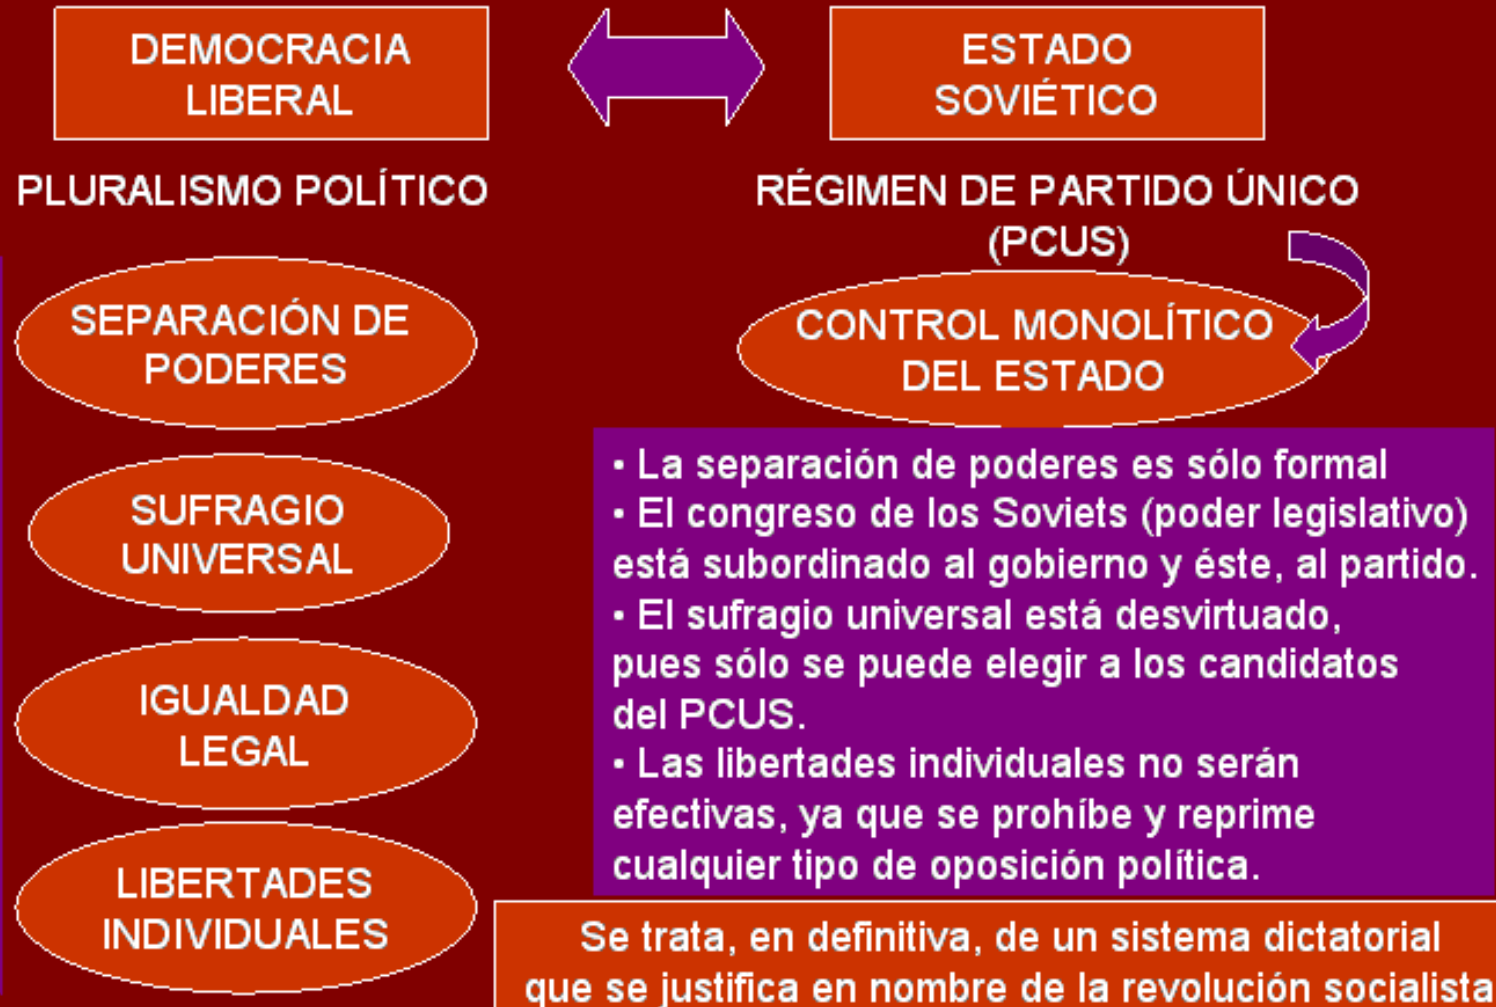 DEMOCRACIA
LIBERAL
ESTADO
SOVIÉTICO
PLURALISMO POLÍTICO
RÉGIMEN DE PARTIDO ÚNICO
(PCUS)
SEPARACIÓN DE
PODERES
SUFRAGIO
UNIVERSAL
IGUALDAD
LEGAL
LIBERTADES
INDIVIDUALES
CONTROL MONOLÍTICO
DEL ESTADO
· La separación de poderes es sólo formal
· El congreso de los Soviets (poder legislativo)
está subordinado al gobierno y éste, al partido.
· El sufragio universal está desvirtuado,
pues sólo se puede elegir a los candidatos
del PCUS.
· Las libertades individuales no serán
efectivas, ya que se prohíbe y reprime
cualquier tipo de oposición política.
Se trata, en definitiva, de un sistema dictatorial
que se justifica en nombre de la revolución socialista